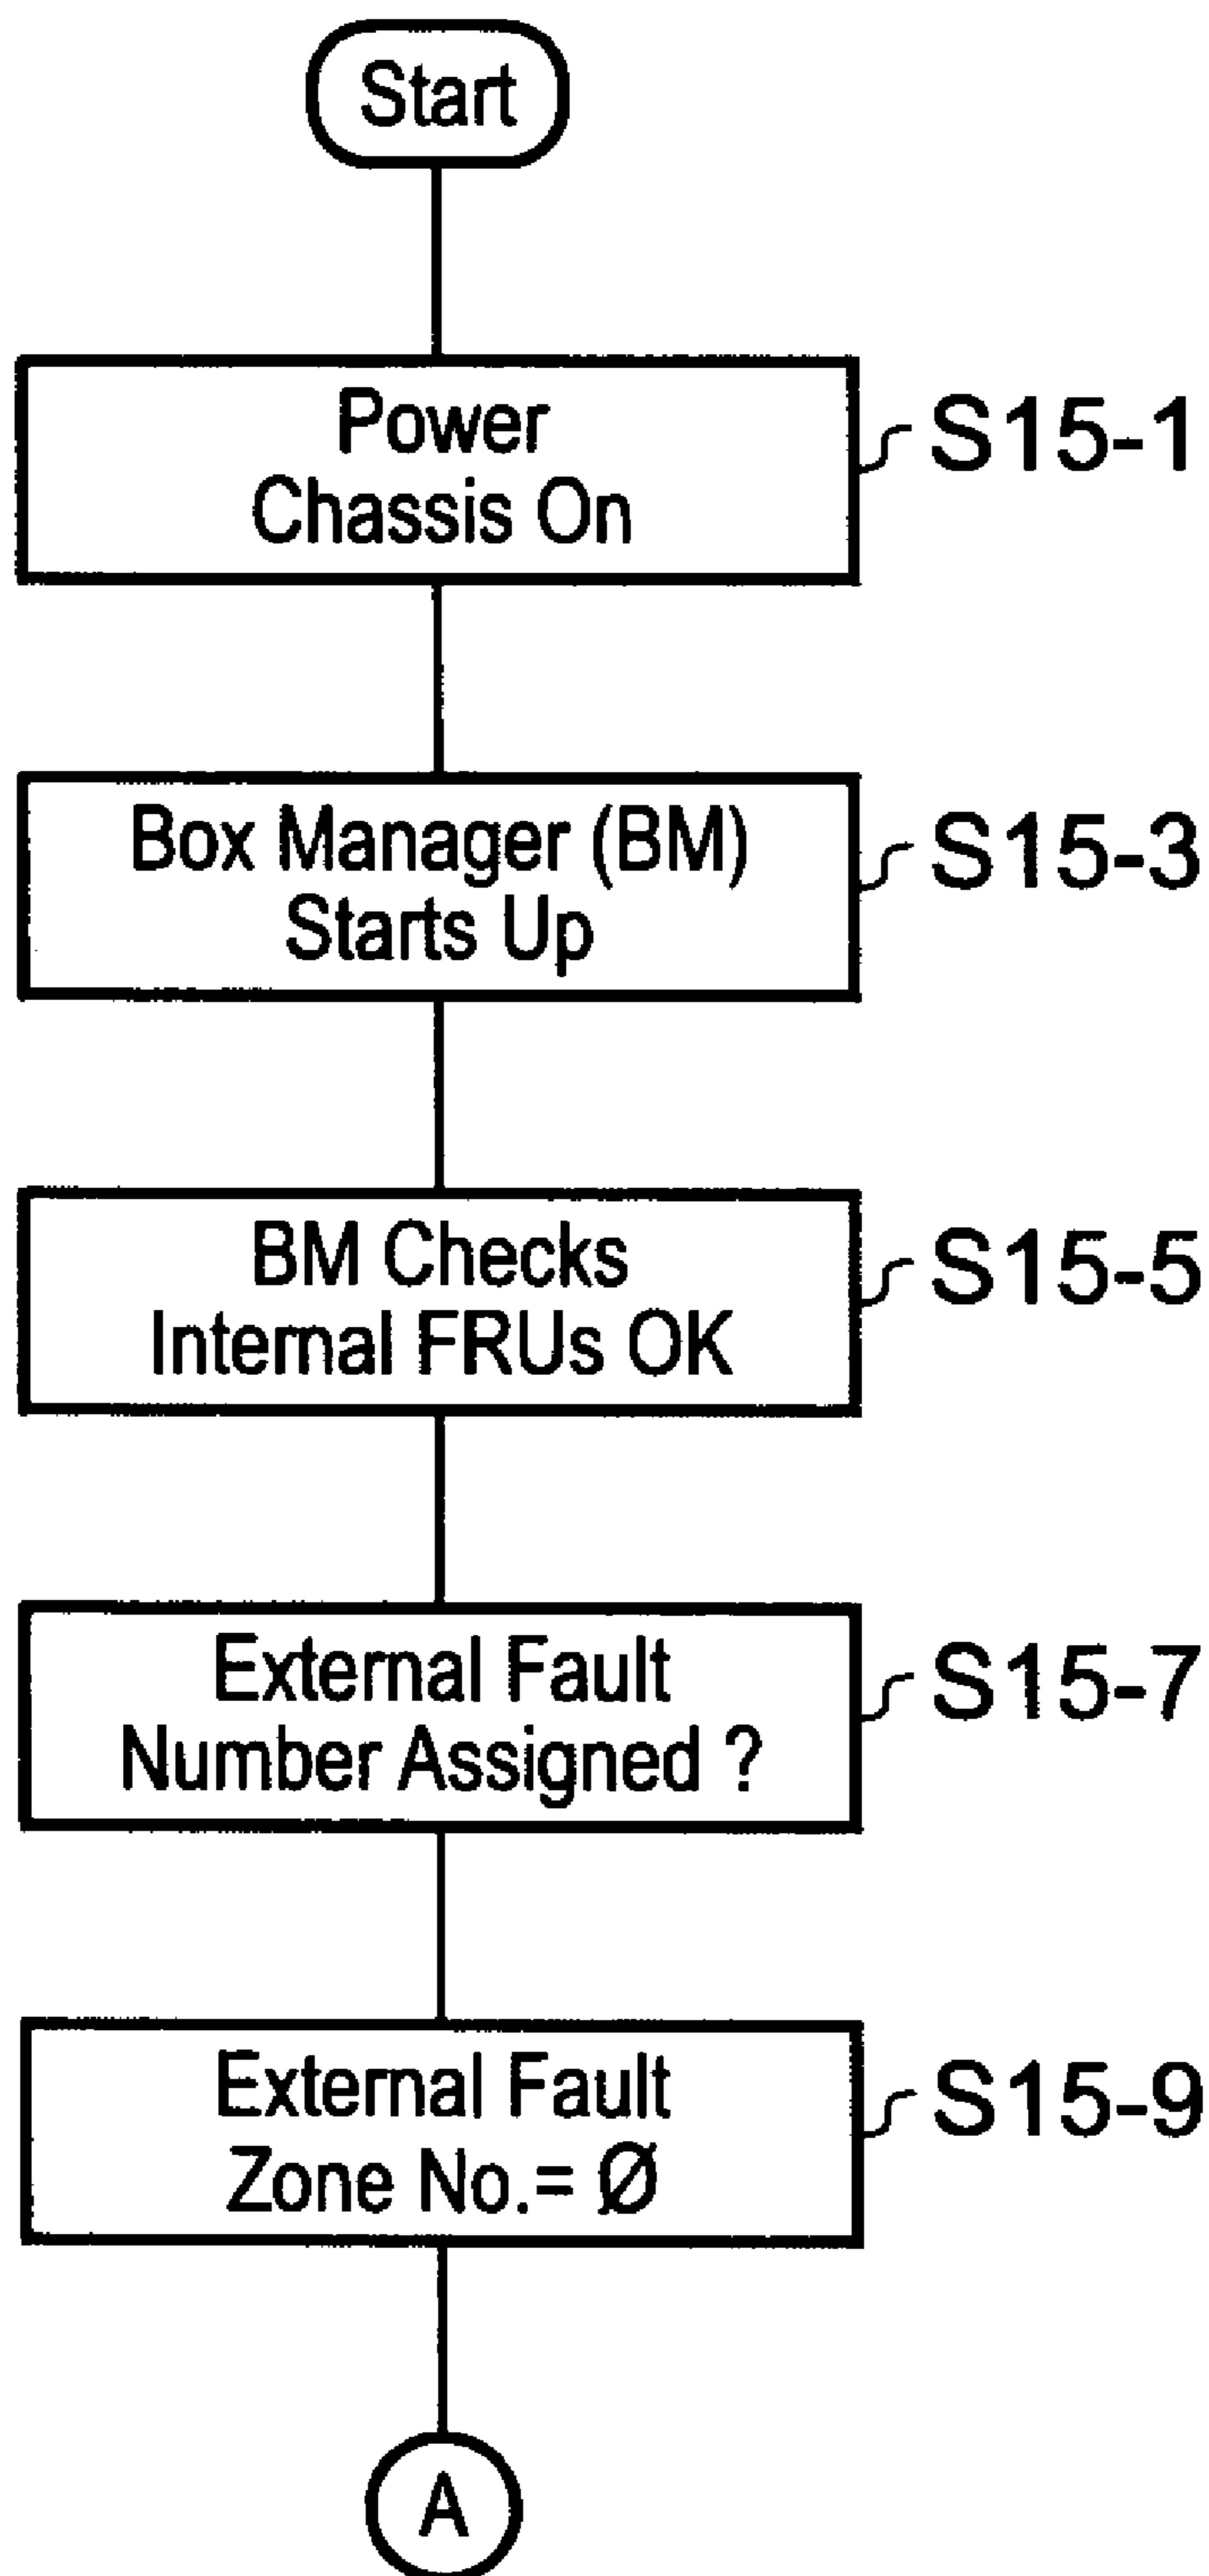 Start
Power
Chassis On
S15-1
Box Manager (BM)
Starts Up
S15-3
BM Checks
Internal FRUs OK
S15-5
External Fault
Number Assigned ?
S15-7
External Fault
Zone No.= Ø
S15-9
A